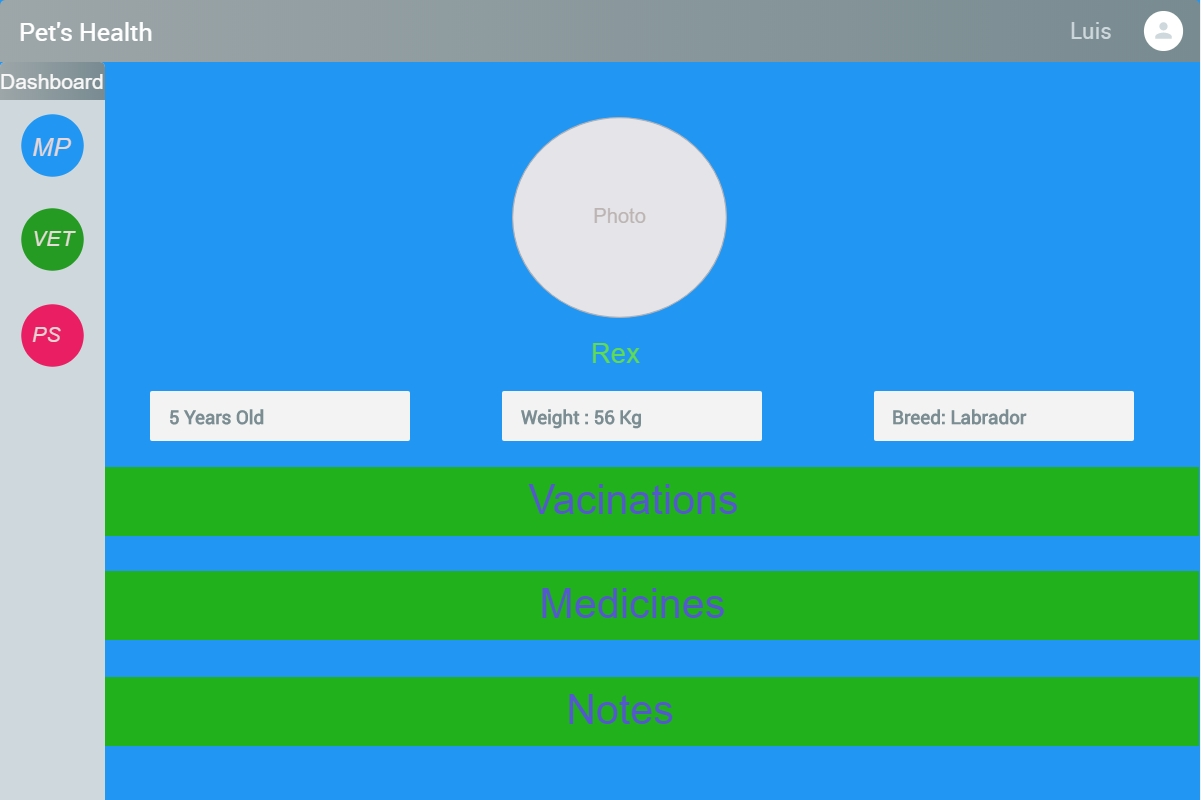 Pet's Health
Luis
Dashboard
MP
VET
PS
Photo
Rex
5 Years Old
Weight : 56 Kg
Breed: Labrador
Vacinations
Medicines
Notes